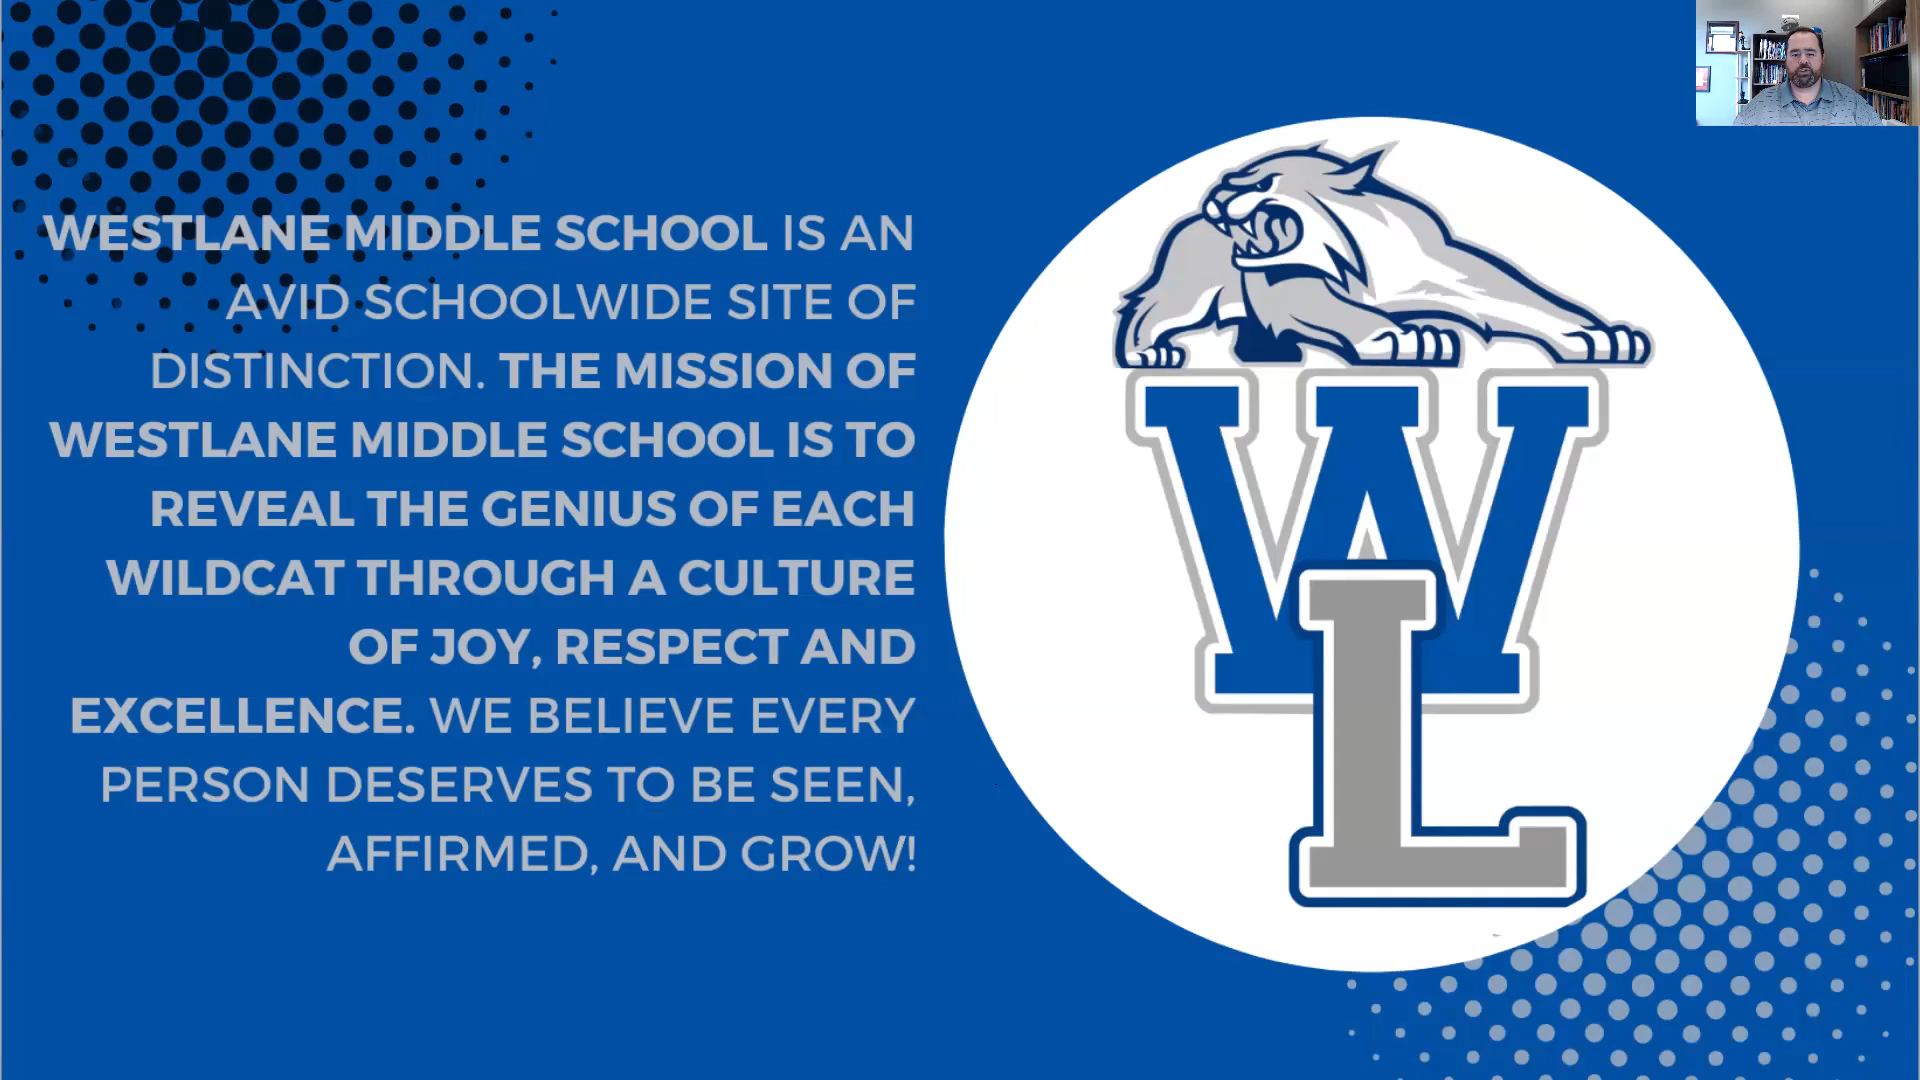 WESTLANE MIDDLE SCHOOL IS AN
AVID SCHOOLWIDE SITE OF
DISTINCTION. THE MISSION OF
WESTLANE MIDDLE SCHOOL IS TO
REVEAL THE GENIUS OF EACH
WILDCAT THROUGH A CULTURE
OF JOY, RESPECT AND
EXCELLENCE. WE BELIEVE EVERY
PERSON DESERVES TO BE SEEN,
AFFIRMED, AND GROW!
W
L